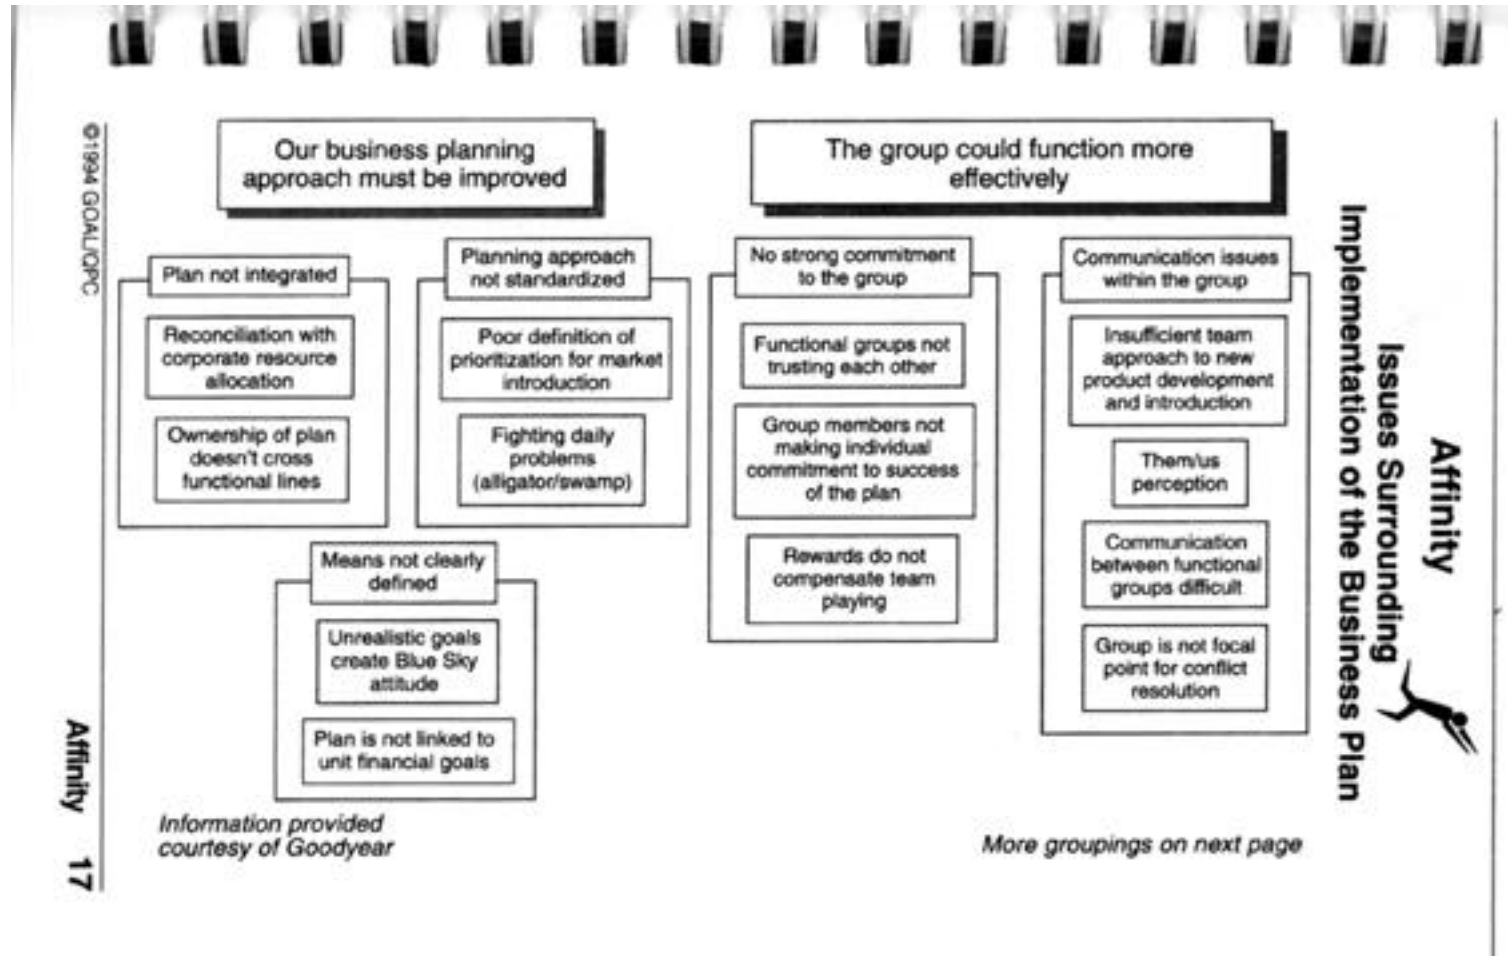 Affinity
Issues Surrounding
Implementation of the Business Plan
Our business planning
approach must be improved
Plan not integrated
Reconciliation with
corporate resource
allocation
Ownership of plan
doesn't cross
functional lines
Planning approach
not standardized
Poor definition of
prioritization for market
introduction
Fighting daily
problems
(alligator/swamp)
Means not clearly
defined
Unrealistic goals
create Blue Sky
attitude
Plan is not linked to
unit financial goals
The group could function more
effectively
No strong commitment
to the group
Functional groups not
trusting each other
Group members not
making individual
commitment to success
of the plan
Rewards do not
compensate team
playing
Communication issues
within the group
Insufficient team
approach to new
product development
and introduction
Them/us
perception
Communication
between functional
groups difficult
Group is not focal
point for conflict
resolution
Information provided
courtesy of Goodyear
More groupings on next page
©1994 GOAL/QPC
Affinity 17